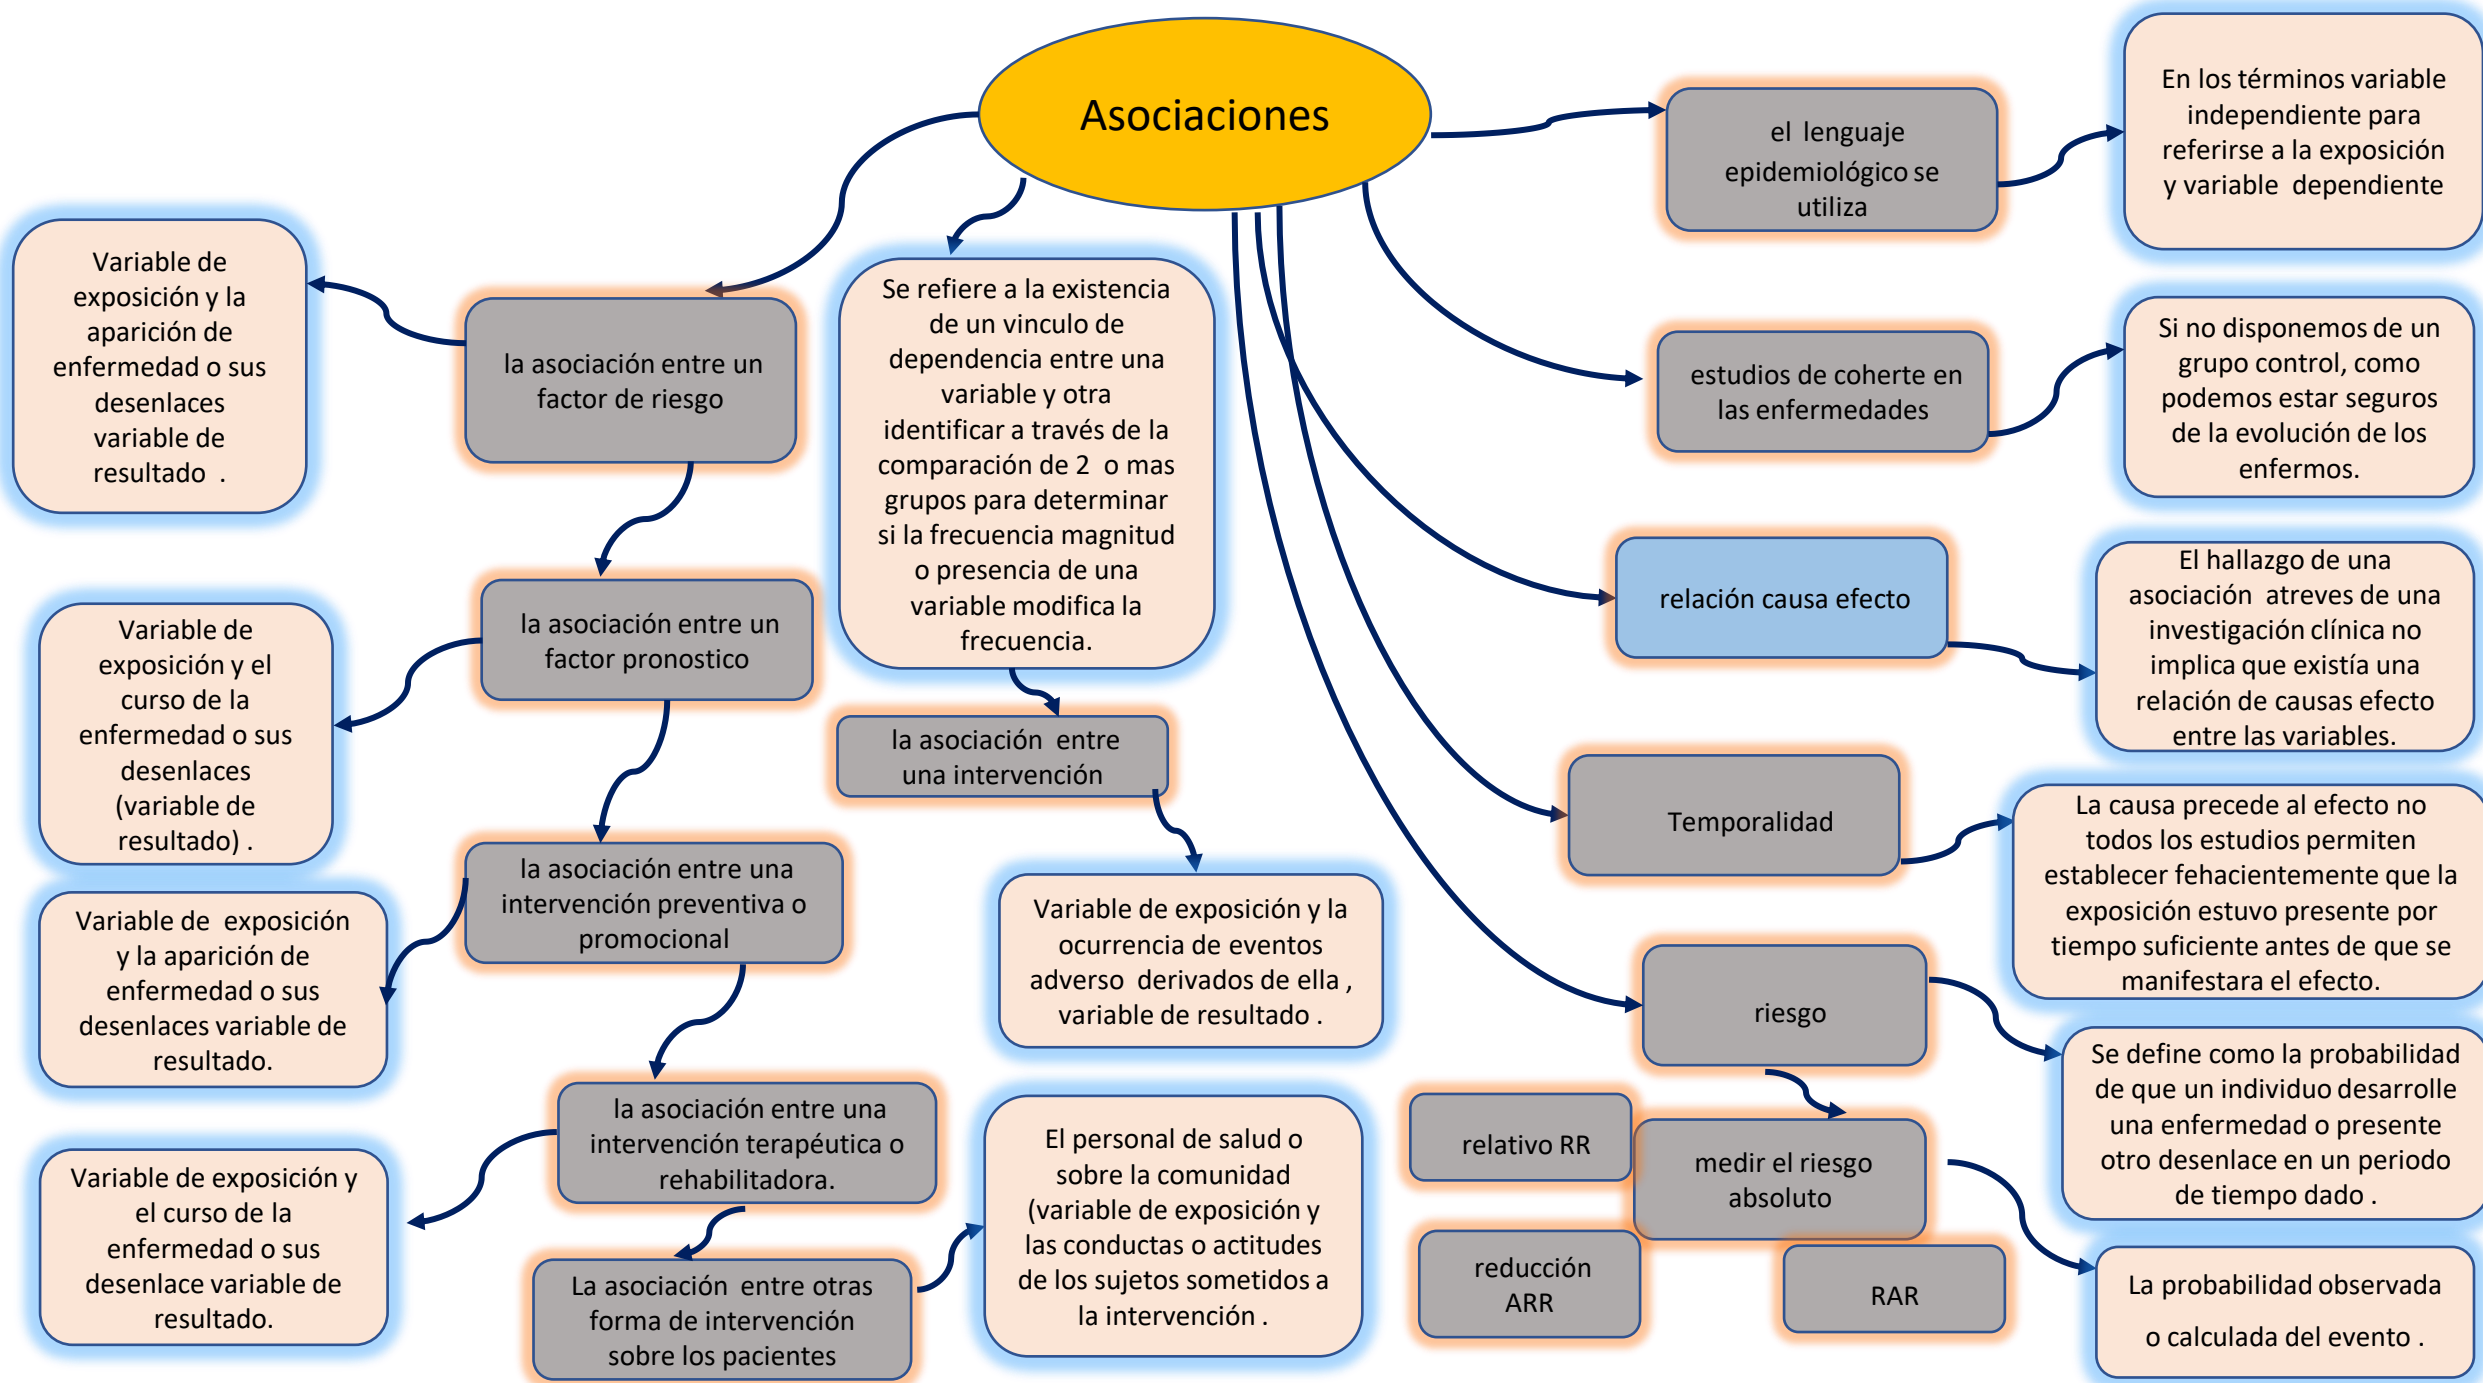 Asociaciones
la asociación entre un
factor de riesgo
Variable de
exposición y la
aparición de
enfermedad o sus
desenlaces
variable de
resultado .
la asociación entre un
factor pronostico
Variable de
exposición y el
curso de la
enfermedad o sus
desenlaces
(variable de
resultado) .
la asociación entre una
intervención preventiva o
promocional
Variable de exposición
y la aparición de
enfermedad o sus
desenlaces variable de
resultado.
la asociación entre una
intervención terapéutica o
rehabilitadora.
Variable de exposición y
el curso de la
enfermedad o sus
desenlace variable de
resultado.
La asociación entre otras
forma de intervención
sobre los pacientes
El personal de salud o
sobre la comunidad
(variable de exposición y
las conductas o actitudes
de los sujetos sometidos a
la intervención .
Se refiere a la existencia
de un vinculo de
dependencia entre una
variable y otra
identificar a través de la
comparación de 2 o mas
grupos para determinar
si la frecuencia magnitud
o presencia de una
variable modifica la
frecuencia.
la asociación entre
una intervención
Variable de exposición y la
ocurrencia de eventos
adverso derivados de ella ,
variable de resultado .
el lenguaje
epidemiológico se
utiliza
En los términos variable
independiente para
referirse a la exposición
y variable dependiente
estudios de coherte en
las enfermedades
Si no disponemos de un
grupo control, como
podemos estar seguros
de la evolución de los
enfermos.
relación causa efecto
El hallazgo de una
asociación atreves de una
investigación clínica no
implica que existía una
relación de causas efecto
entre las variables.
Temporalidad
La causa precede al efecto no
todos los estudios permiten
establecer fehacientemente que la
exposición estuvo presente por
tiempo suficiente antes de que se
manifestara el efecto.
riesgo
Se define como la probabilidad
de que un individuo desarrolle
una enfermedad o presente
otro desenlace en un periodo
de tiempo dado .
relativo RR
medir el riesgo
absoluto
reducción
ARR
RAR
La probabilidad observada
o calculada del evento .